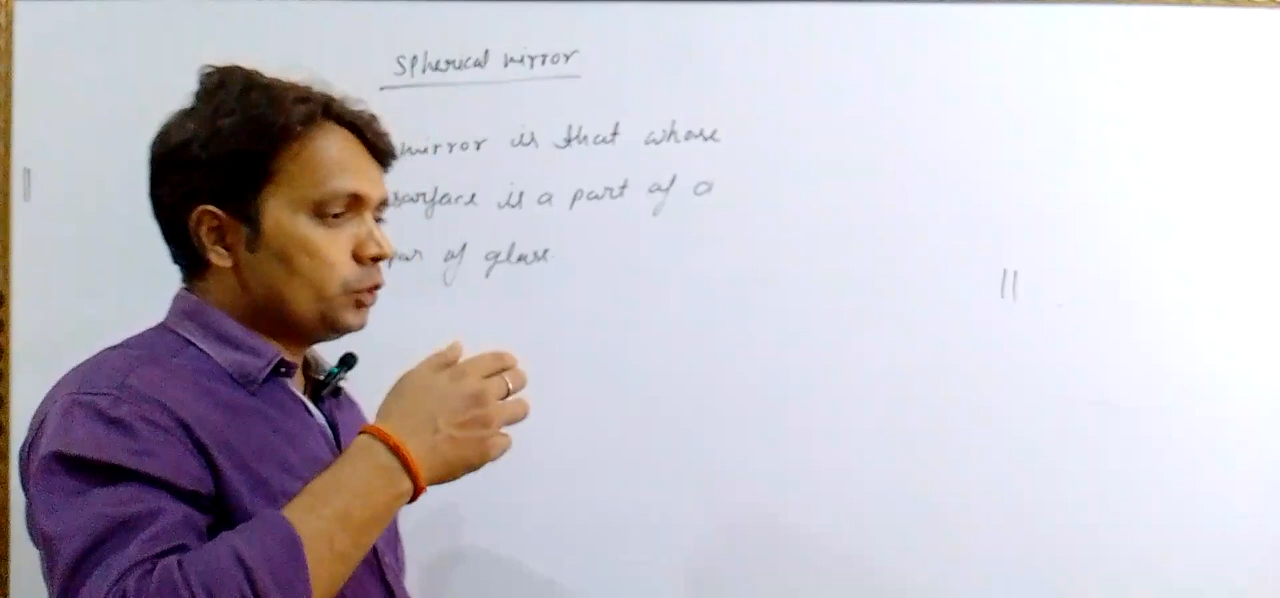 Spherical mirror
mirror is that whose
surface is a part of a
of glass.